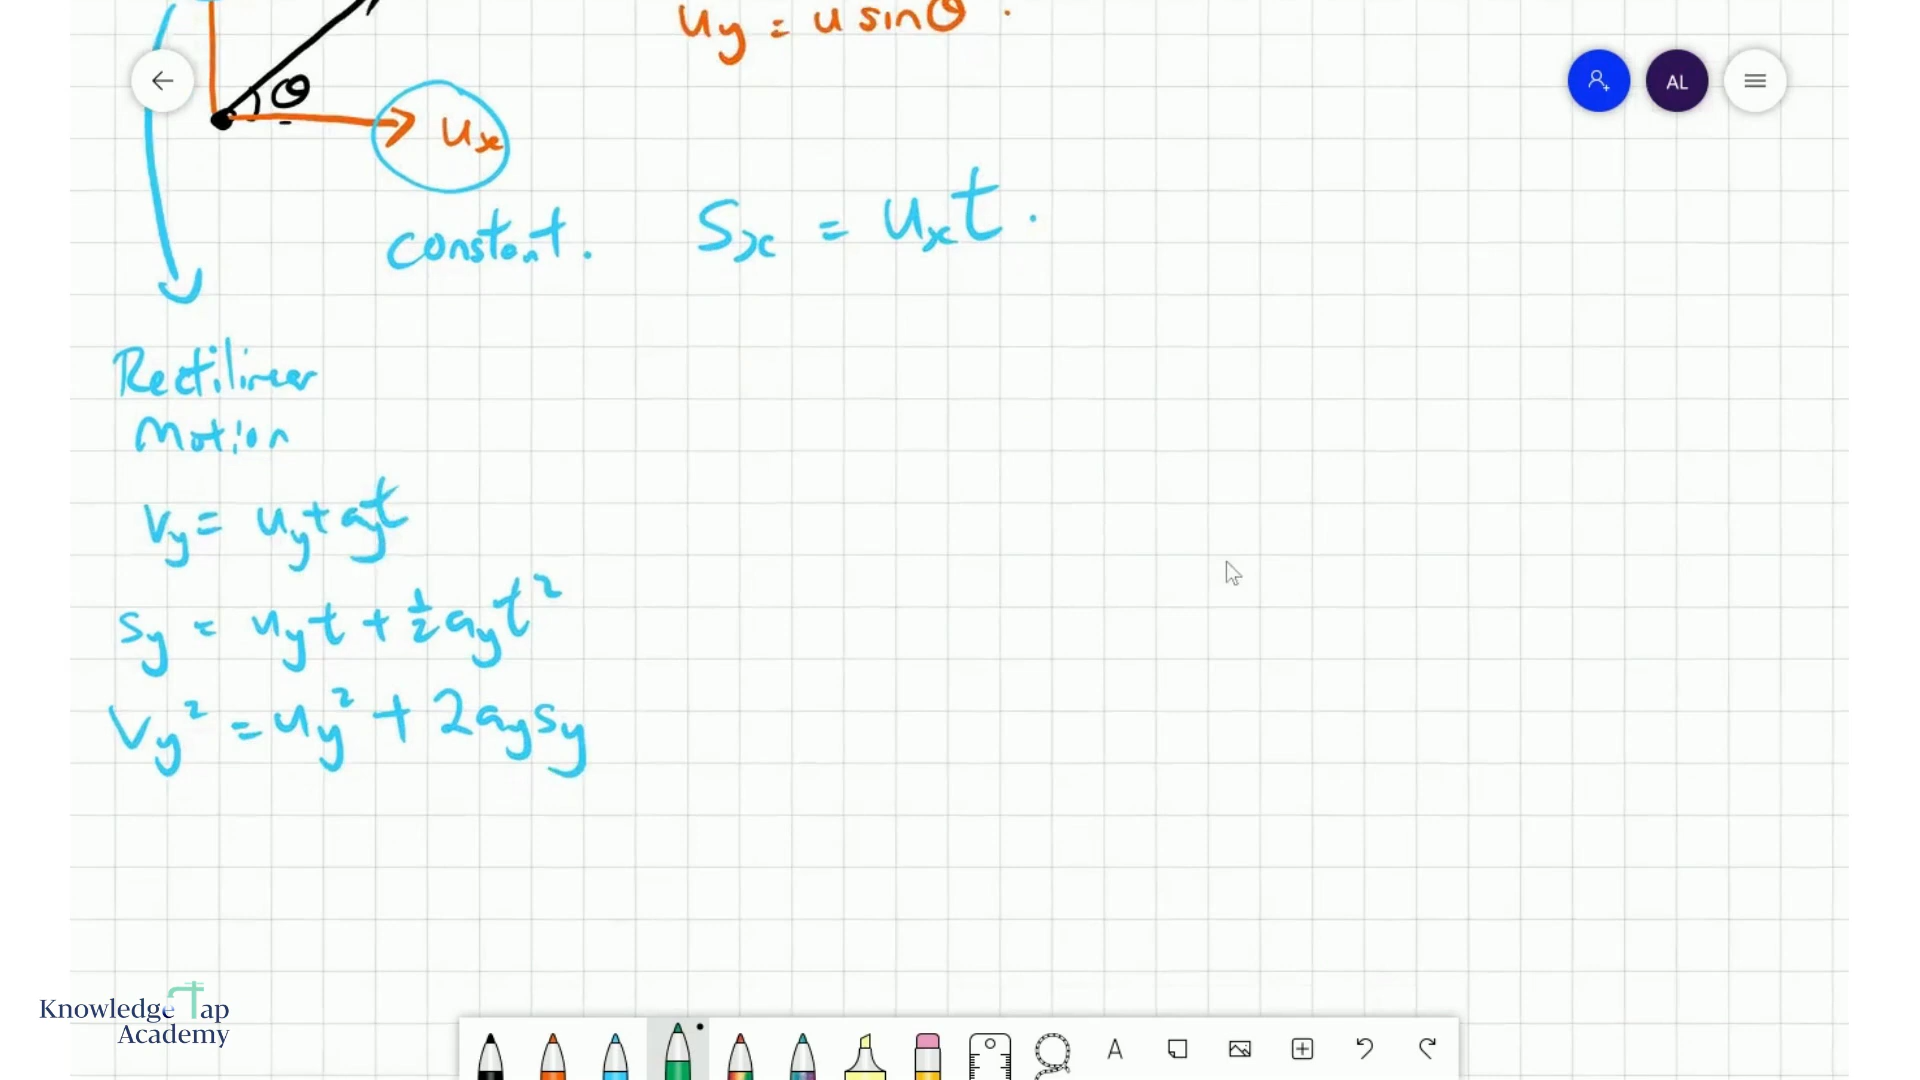 uy = u sinθ.
θ
ux
AL
constant.
Sx = uxt.
Rectilinear
Motion
Vy = uy + ayt
Sy = uyt + ½ayt²
Vy² = uy² + 2aysy
Knowledge Tap
Academy
A